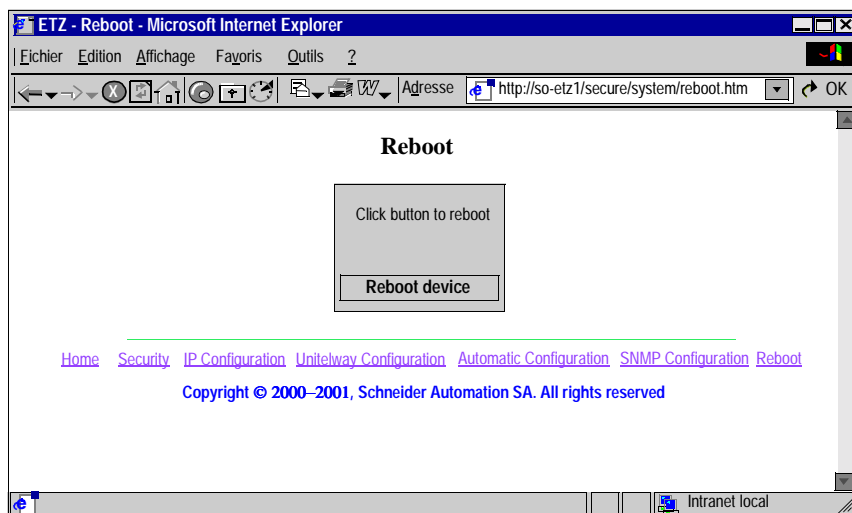 ETZ - Reboot - Microsoft Internet Explorer
Fichier Edition Affichage Favoris Outils ?
Adresse http://so-etz1/secure/system/reboot.htm OK
Reboot
Click button to reboot
Reboot device
Home Security IP Configuration Unitelway Configuration Automatic Configuration SNMP Configuration Reboot
Copyright © 2000–2001, Schneider Automation SA. All rights reserved
Intranet local